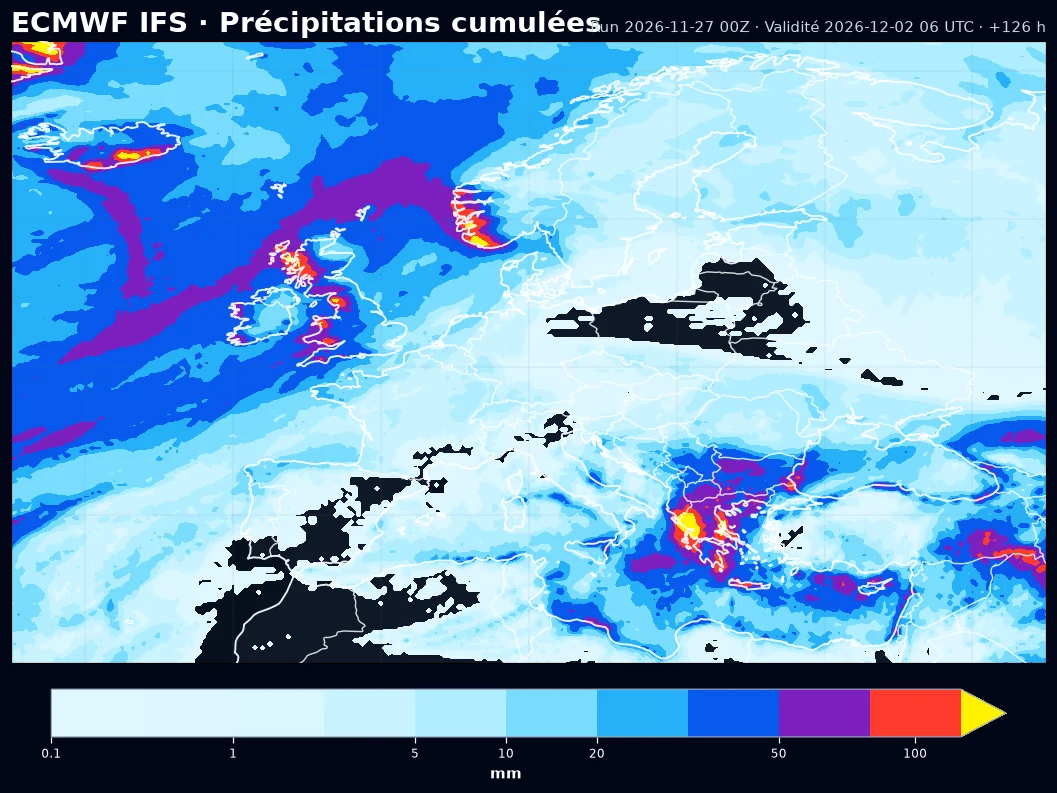 ECMWF IFS · Précipitations cumulées
Run 2026-11-27 00Z · Validité 2026-12-02 06 UTC · +126 h
0.1 1 5 10 20 50 100
mm